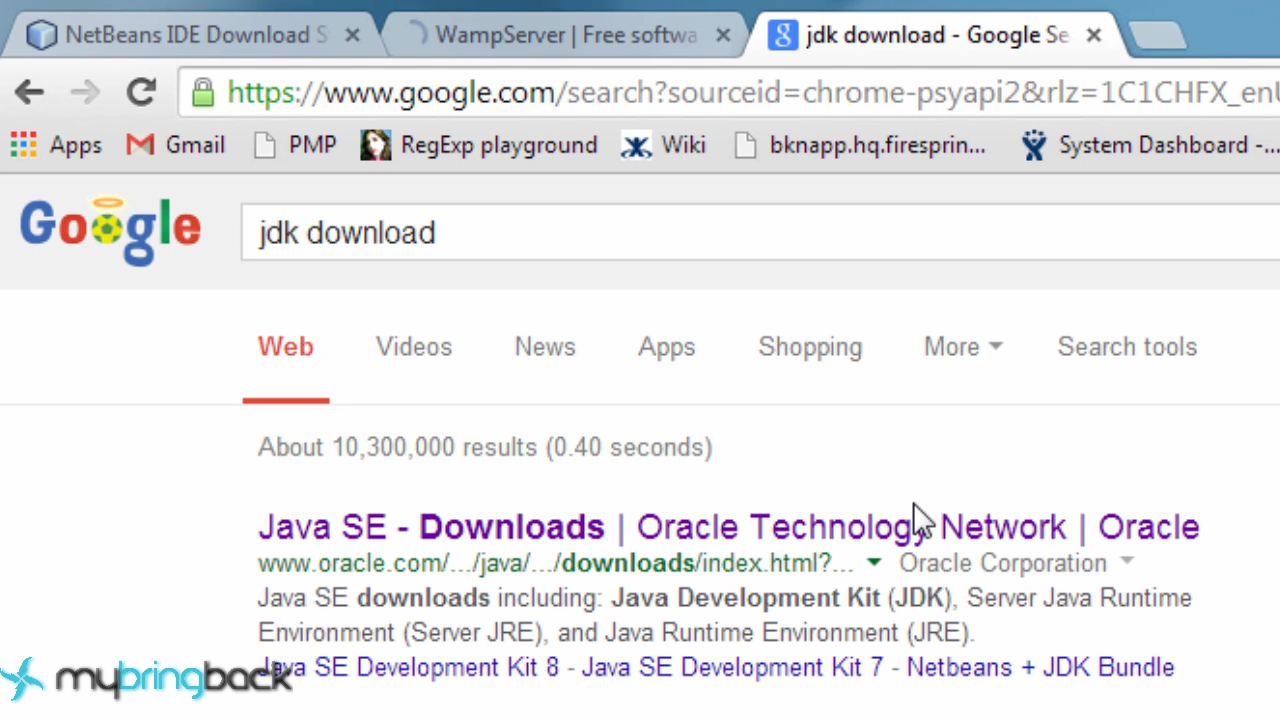 NetBeans IDE Download S
WampServer | Free softwa
jdk download - Google Se
https://www.google.com/search?sourceid=chrome-psyapi2&rlz=1C1CHFX_enU
Apps Gmail PMP RegExp playground Wiki bknapp.hq.firesprin... System Dashboard -...
Google
jdk download
Web Videos News Apps Shopping More Search tools
About 10,300,000 results (0.40 seconds)
Java SE - Downloads | Oracle Technology Network | Oracle
www.oracle.com/.../java/.../downloads/index.html?... Oracle Corporation
Java SE downloads including: Java Development Kit (JDK), Server Java Runtime
Environment (Server JRE), and Java Runtime Environment (JRE).
Java SE Development Kit 8 - Java SE Development Kit 7 - Netbeans + JDK Bundle
mybringback